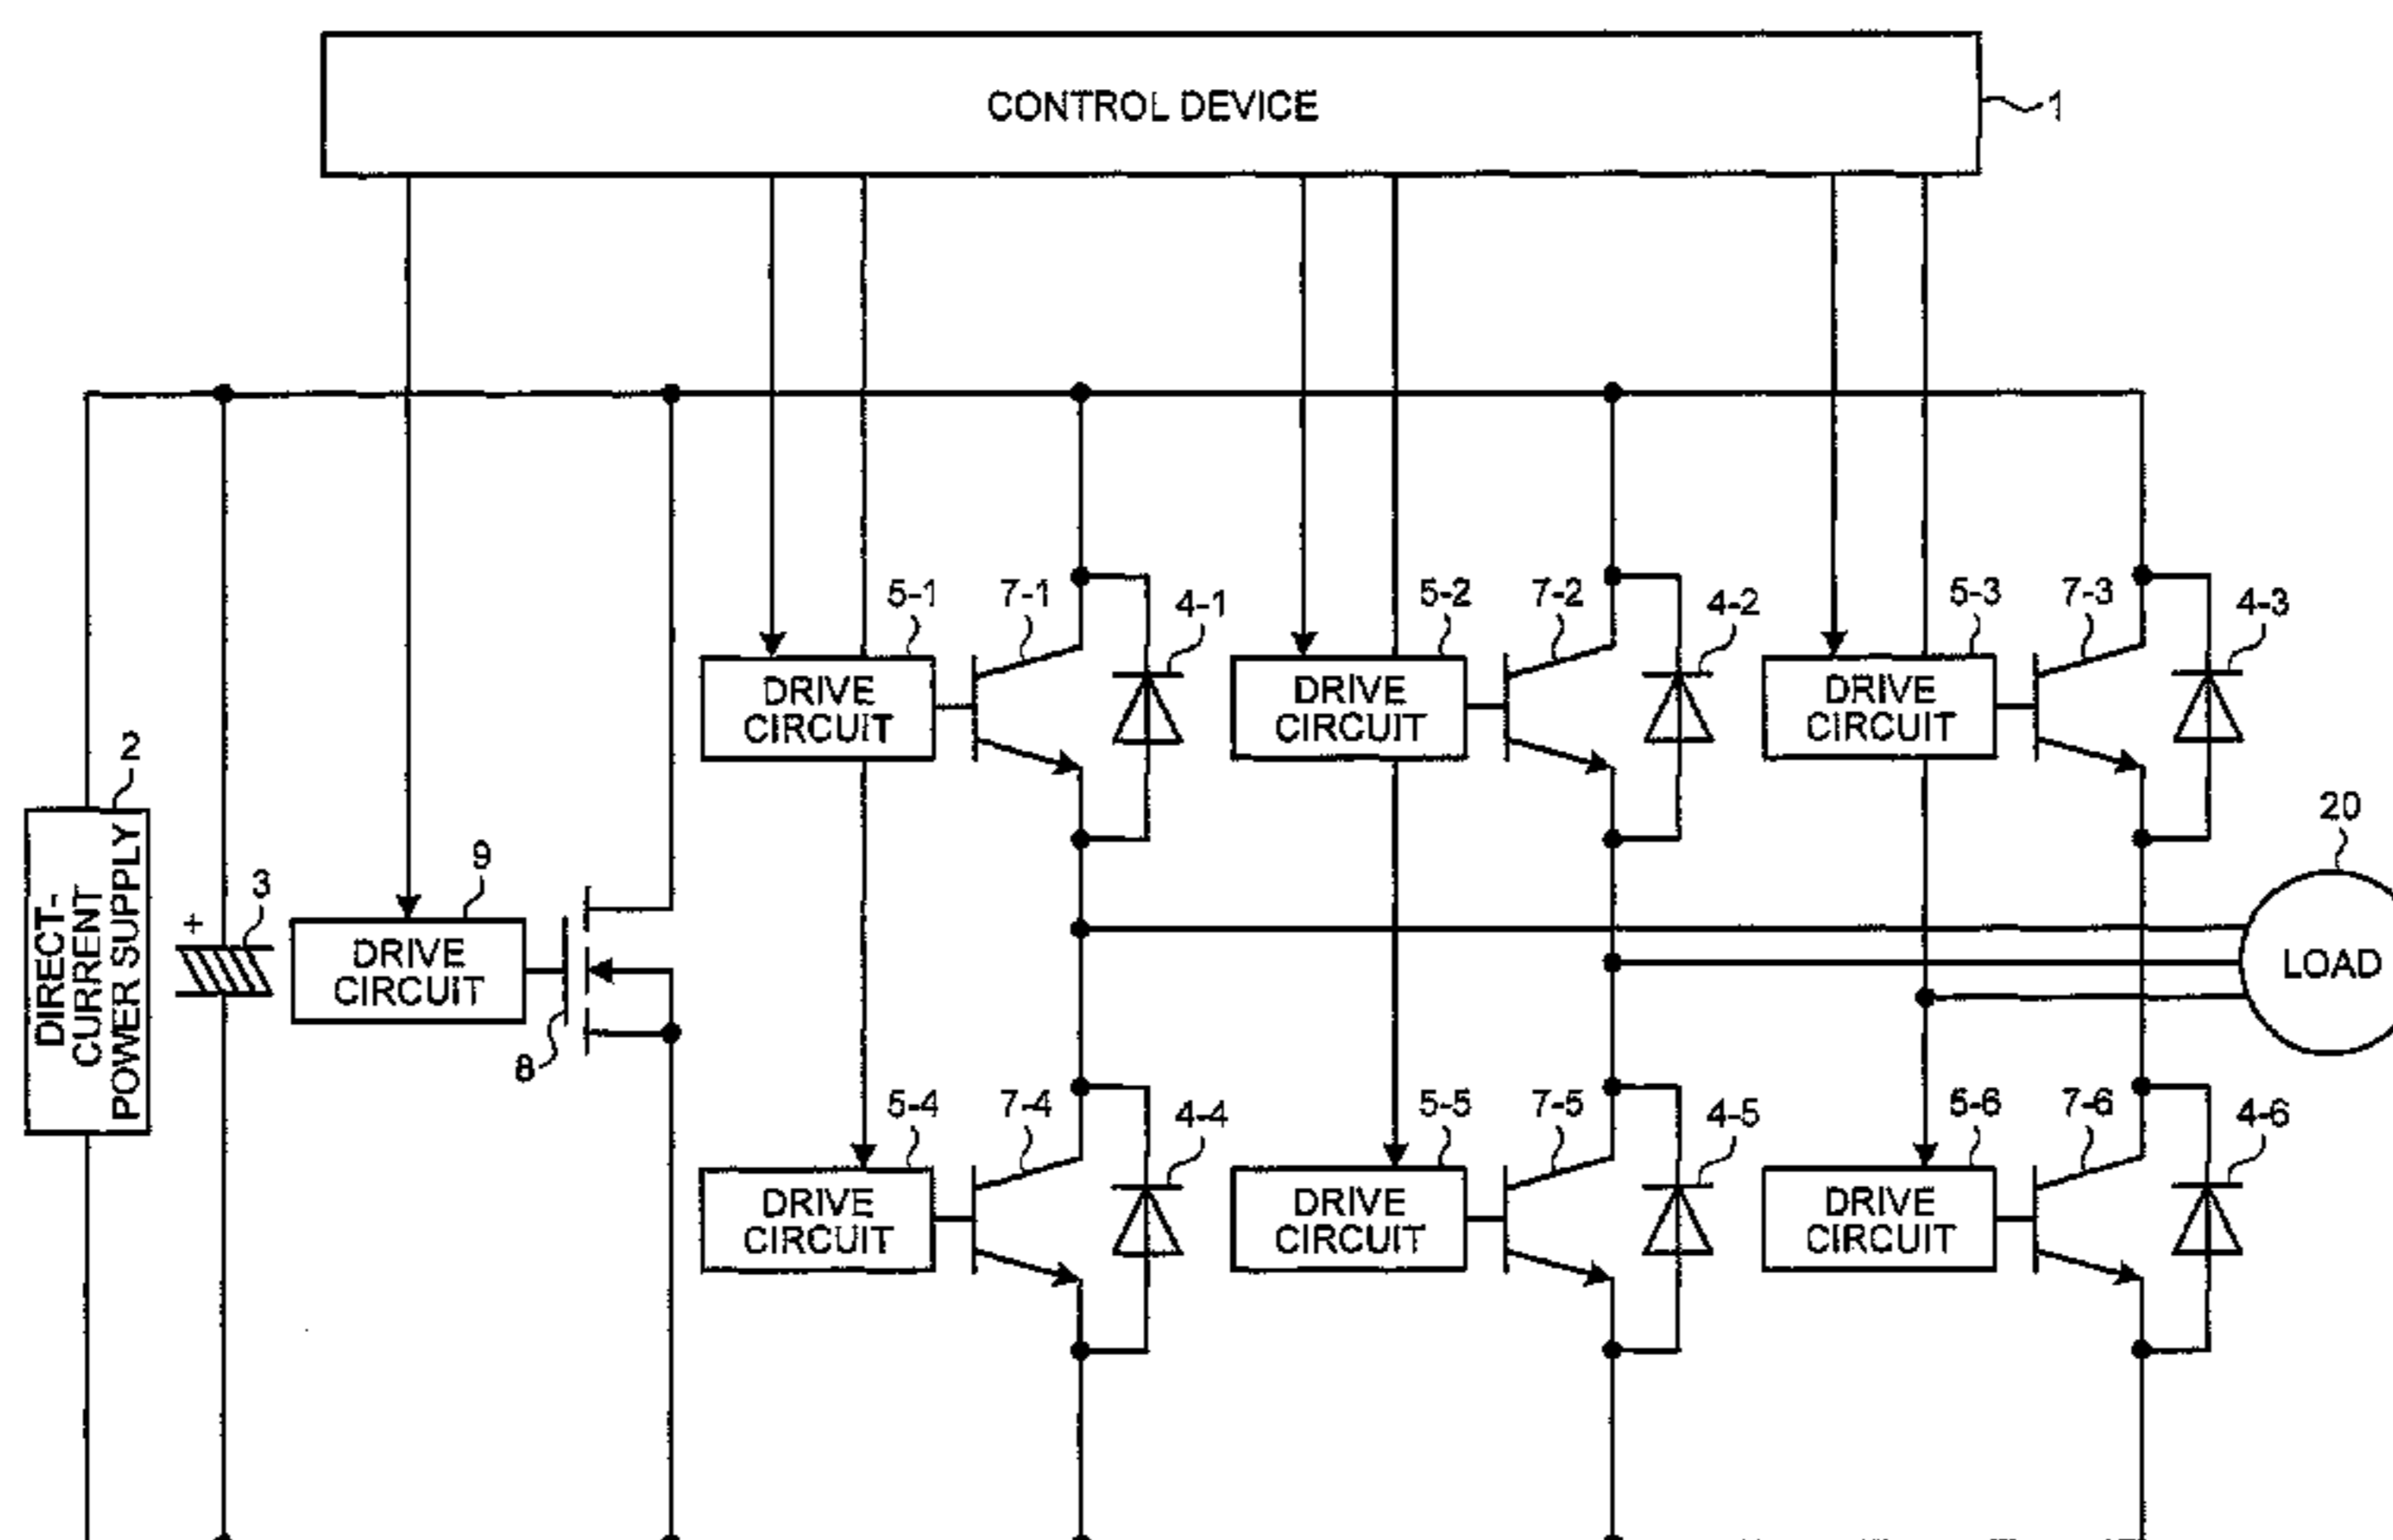 CONTROL DEVICE
1
5-1
7-1
4-1
5-2
7-2
4-2
5-3
7-3
4-3
DRIVE
CIRCUIT
DRIVE
CIRCUIT
DRIVE
CIRCUIT
2
DIRECT-
CURRENT
POWER SUPPLY
+
3
9
DRIVE
CIRCUIT
8
20
LOAD
5-4
7-4
4-4
5-5
7-5
4-5
5-6
7-6
4-6
DRIVE
CIRCUIT
DRIVE
CIRCUIT
DRIVE
CIRCUIT